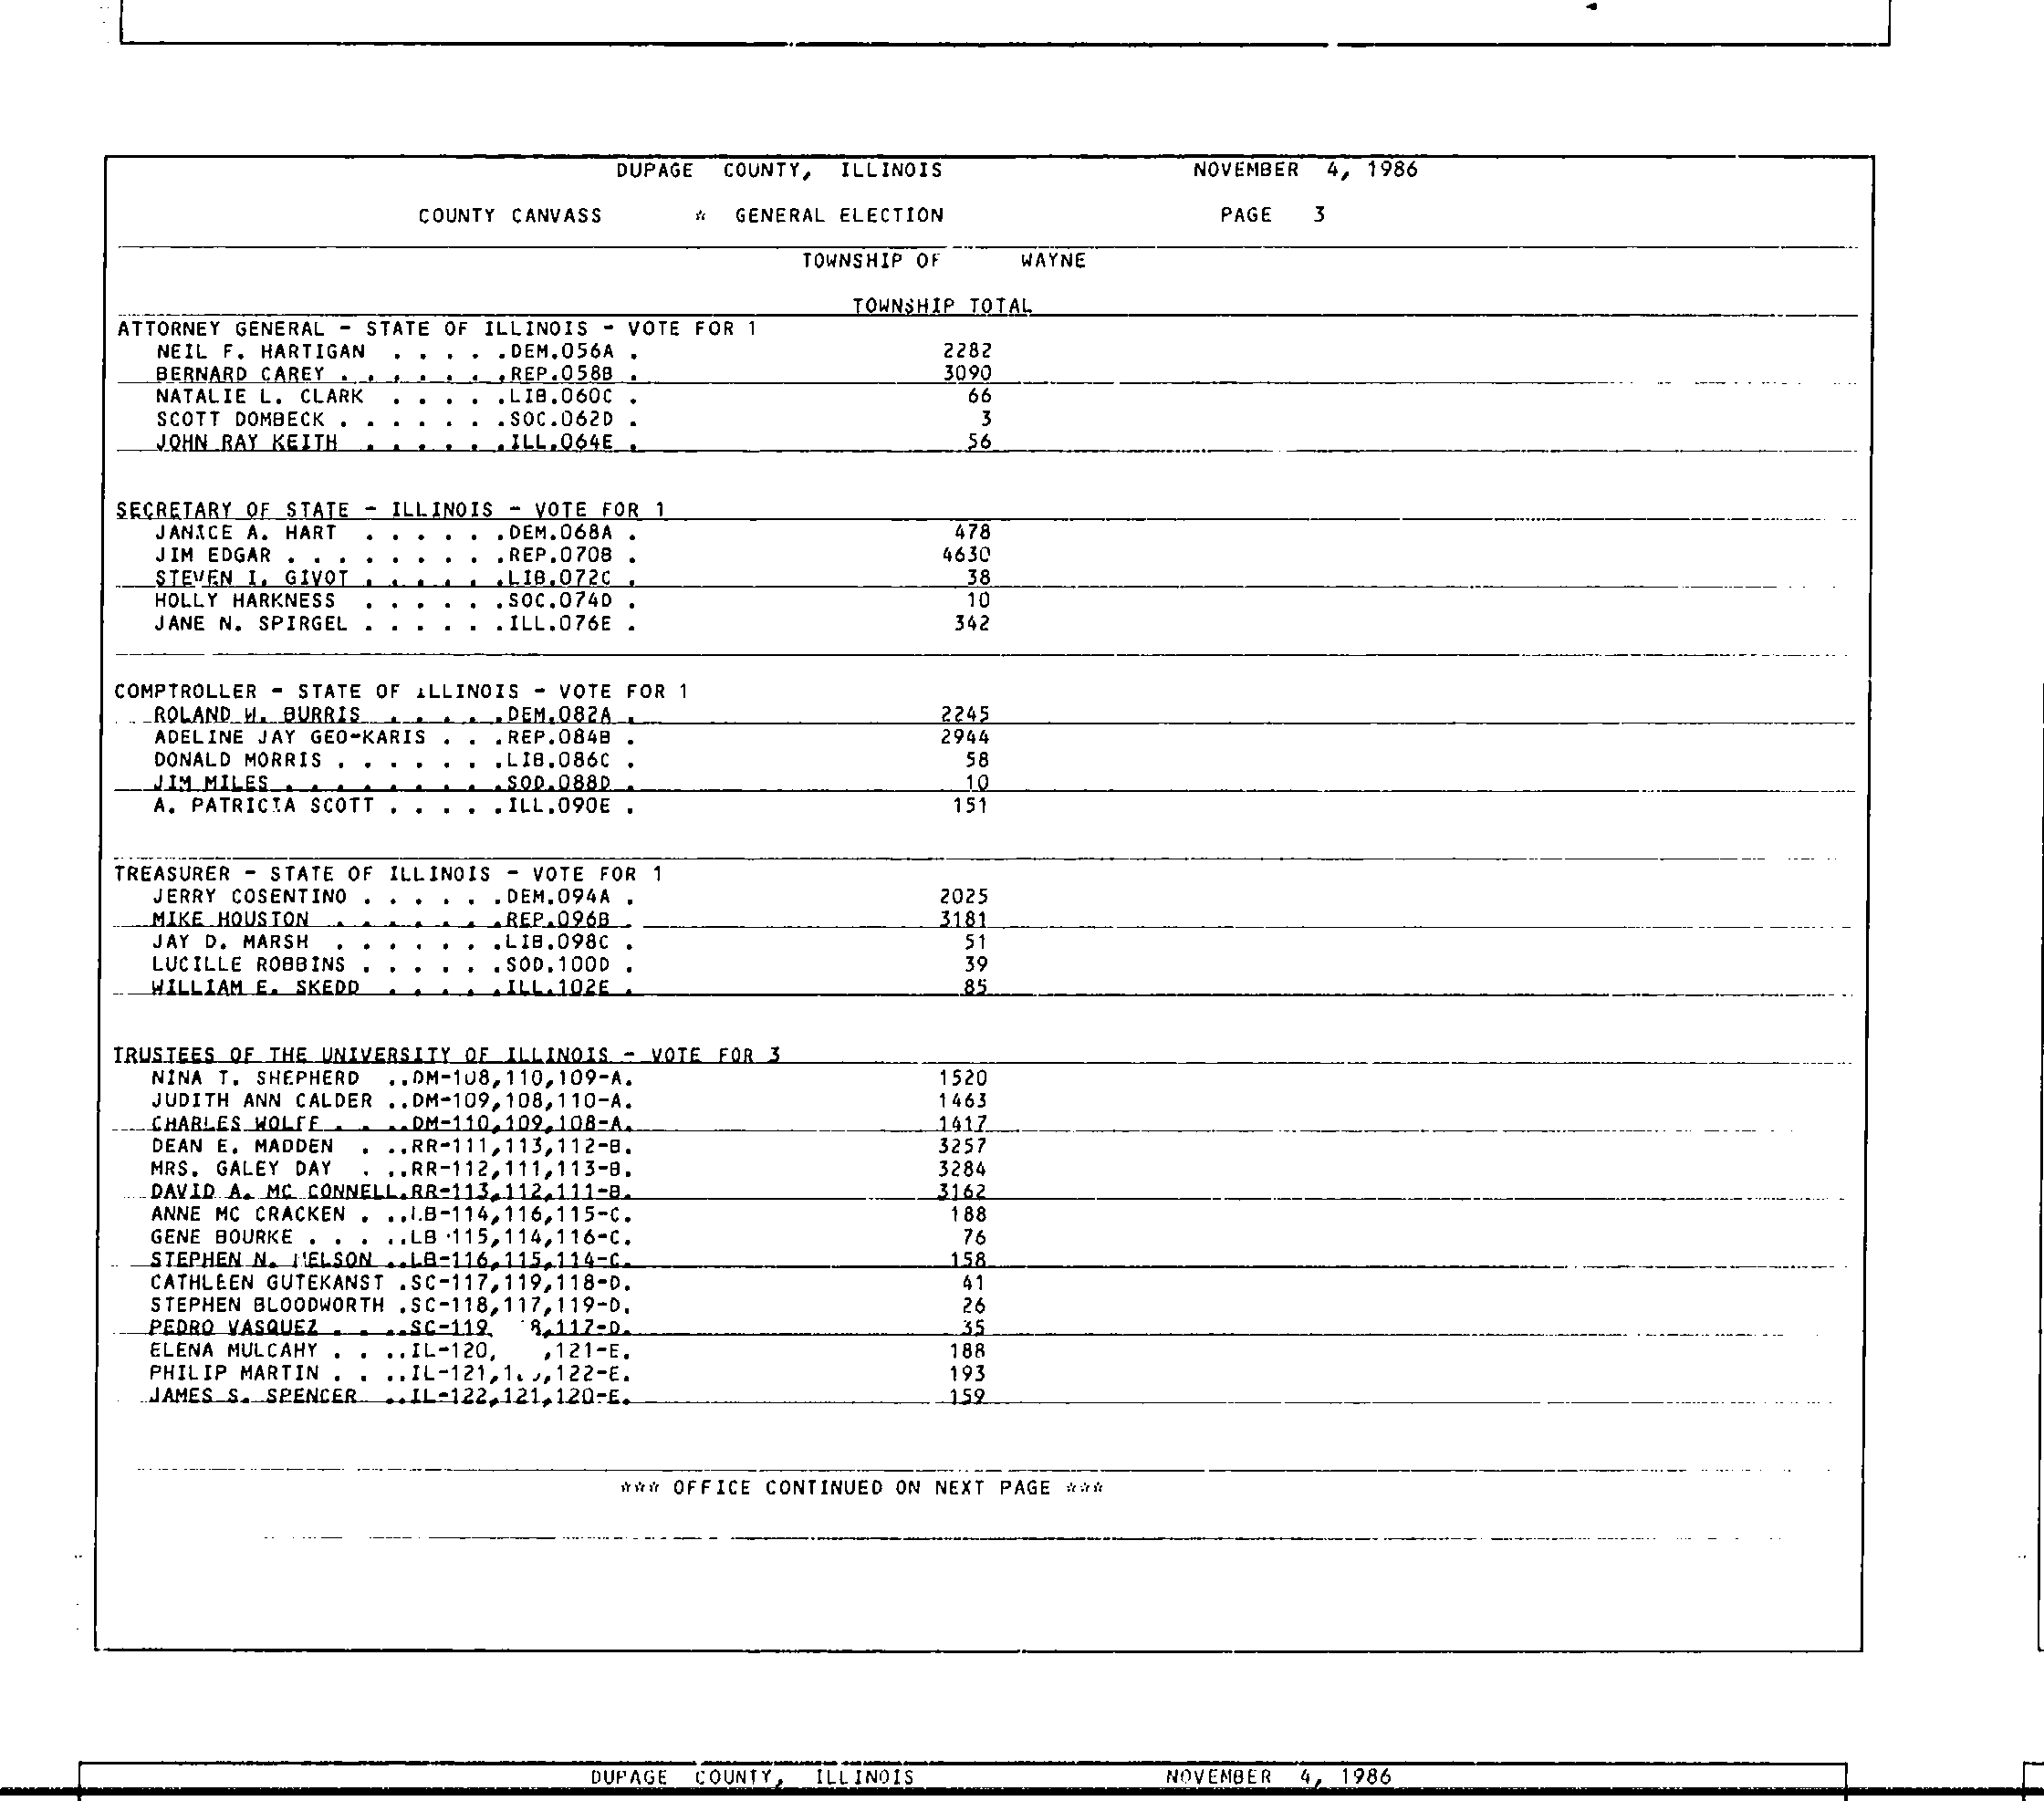 DUPAGE COUNTY, ILLINOIS NOVEMBER 4, 1986
COUNTY CANVASS * GENERAL ELECTION PAGE 3
TOWNSHIP OF WAYNE
TOWNSHIP TOTAL
ATTORNEY GENERAL - STATE OF ILLINOIS - VOTE FOR 1
NEIL F. HARTIGAN . . . . .DEM.056A . 2282
BERNARD CAREY . . . . . . .REP.058B . 3090
NATALIE L. CLARK . . . . .LIB.060C . 66
SCOTT DOMBECK . . . . . . .SOC.062D . 3
JOHN RAY KEITH . . . . . .ILL.064E . 56
SECRETARY OF STATE - ILLINOIS - VOTE FOR 1
JANICE A. HART . . . . . .DEM.068A . 478
JIM EDGAR . . . . . . . . .REP.070B . 4630
STEVEN I. GIVOT . . . . . .LIB.072C . 38
HOLLY HARKNESS . . . . . .SOC.074D . 10
JANE N. SPIRGEL . . . . . .ILL.076E . 342
COMPTROLLER - STATE OF ILLINOIS - VOTE FOR 1
ROLAND W. BURRIS . . . . .DEM.082A . 2245
ADELINE JAY GEO-KARIS . . .REP.084B . 2944
DONALD MORRIS . . . . . . .LIB.086C . 58
JIM MILES . . . . . . . . .SOD.088D . 10
A. PATRICIA SCOTT . . . . .ILL.090E . 151
TREASURER - STATE OF ILLINOIS - VOTE FOR 1
JERRY COSENTINO . . . . . .DEM.094A . 2025
MIKE HOUSTON . . . . . . .REP.096B . 3181
JAY D. MARSH . . . . . . .LIB.098C . 51
LUCILLE ROBBINS . . . . . .SOD.100D . 39
WILLIAM E. SKEDD . . . . .ILL.102E . 85
TRUSTEES OF THE UNIVERSITY OF ILLINOIS - VOTE FOR 3
NINA T. SHEPHERD ..DM-108,110,109-A. 1520
JUDITH ANN CALDER ..DM-109,108,110-A. 1463
CHARLES WOLFF . . ..DM-110,109,108-A. 1417
DEAN E. MADDEN . ..RR-111,113,112-B. 3257
MRS. GALEY DAY . ..RR-112,111,113-B. 3284
DAVID A. MC CONNELL.RR-113,112,111-B. 3162
ANNE MC CRACKEN . ..LB-114,116,115-C. 188
GENE BOURKE . . . ..LB-115,114,116-C. 76
STEPHEN N. NELSON ..LB-116,115,114-C. 158
CATHLEEN GUTEKANST .SC-117,119,118-D. 41
STEPHEN BLOODWORTH .SC-118,117,119-D. 26
PEDRO VASQUEZ . . ..SC-119, 8,117-D. 35
ELENA MULCAHY . . ..IL-120, ,121-E. 188
PHILIP MARTIN . . ..IL-121, ,122-E. 193
JAMES S. SPENCER ..IL-122,121,120-E. 159
*** OFFICE CONTINUED ON NEXT PAGE ***
DUPAGE COUNTY, ILLINOIS NOVEMBER 4, 1986